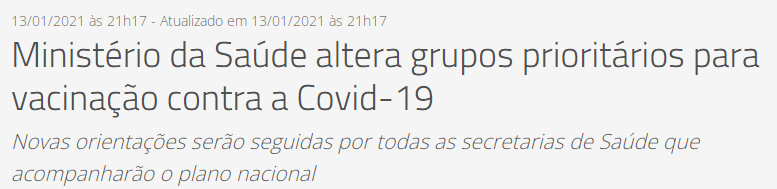 13/01/2021 às 21h17 - Atualizado em 13/01/2021 às 21h17
Ministério da Saúde altera grupos prioritários para
vacinação contra a Covid-19
Novas orientações serão seguidas por todas as secretarias de Saúde que
acompanharão o plano nacional